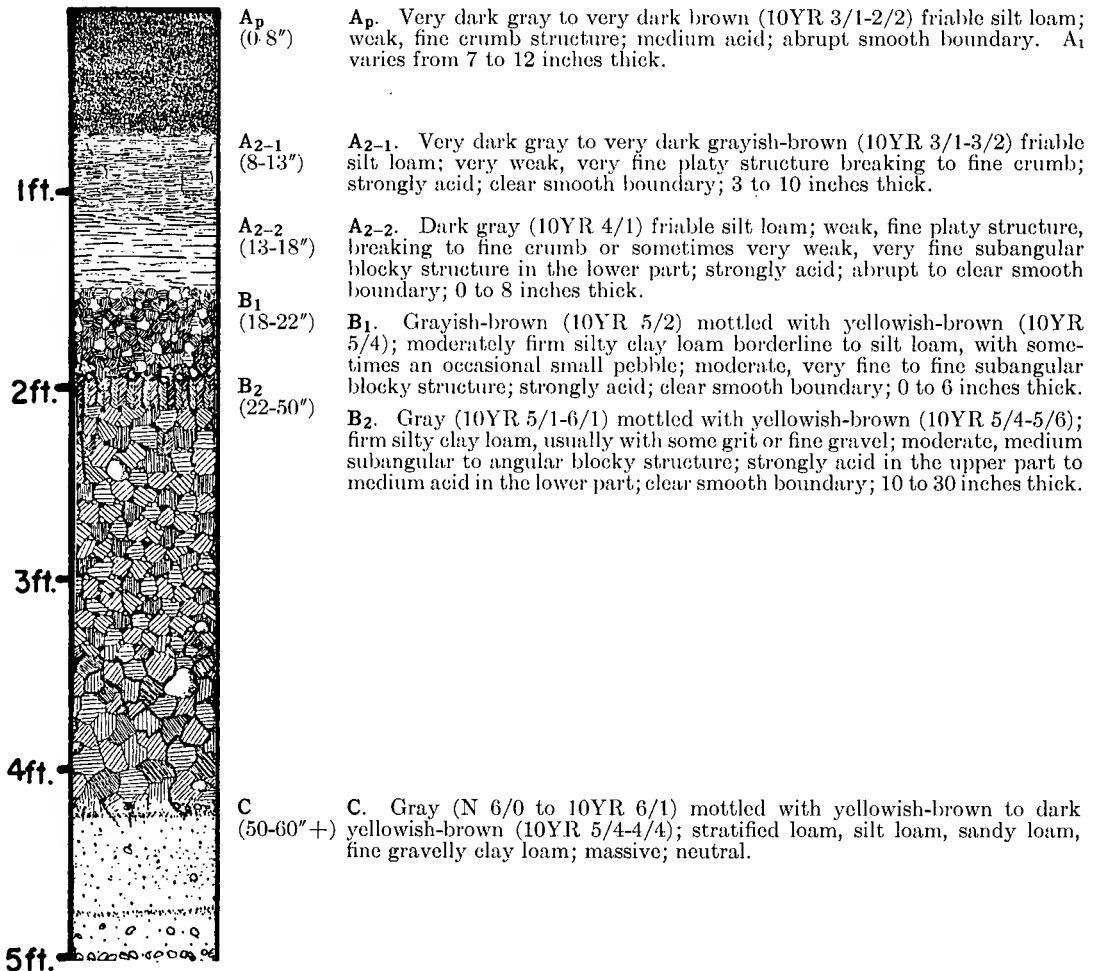 Ap
(0-8")
Ap. Very dark gray to very dark brown (10YR 3/1-2/2) friable silt loam;
weak, fine crumb structure; medium acid; abrupt smooth boundary. A1
varies from 7 to 12 inches thick.
A2-1
(8-13")
A2-1. Very dark gray to very dark grayish-brown (10YR 3/1-3/2) friable
silt loam; very weak, very fine platy structure breaking to fine crumb;
strongly acid; clear smooth boundary; 3 to 10 inches thick.
1ft.
A2-2
(13-18")
A2-2. Dark gray (10YR 4/1) friable silt loam; weak, fine platy structure,
breaking to fine crumb or sometimes very weak, very fine subangular
blocky structure in the lower part; strongly acid; abrupt to clear smooth
boundary; 0 to 8 inches thick.
B1
(18-22")
B1. Grayish-brown (10YR 5/2) mottled with yellowish-brown (10YR
5/4); moderately firm silty clay loam borderline to silt loam, with some-
times an occasional small pebble; moderate, very fine to fine subangular
blocky structure; strongly acid; clear smooth boundary; 0 to 6 inches thick.
2ft.
B2
(22-50")
B2. Gray (10YR 5/1-6/1) mottled with yellowish-brown (10YR 5/4-5/6);
firm silty clay loam, usually with some grit or fine gravel; moderate, medium
subangular to angular blocky structure; strongly acid in the upper part to
medium acid in the lower part; clear smooth boundary; 10 to 30 inches thick.
3ft.
4ft.
C
(50-60"+)
C. Gray (N 6/0 to 10YR 6/1) mottled with yellowish-brown to dark
yellowish-brown (10YR 5/4-4/4); stratified loam, silt loam, sandy loam,
fine gravelly clay loam; massive; neutral.
5ft.